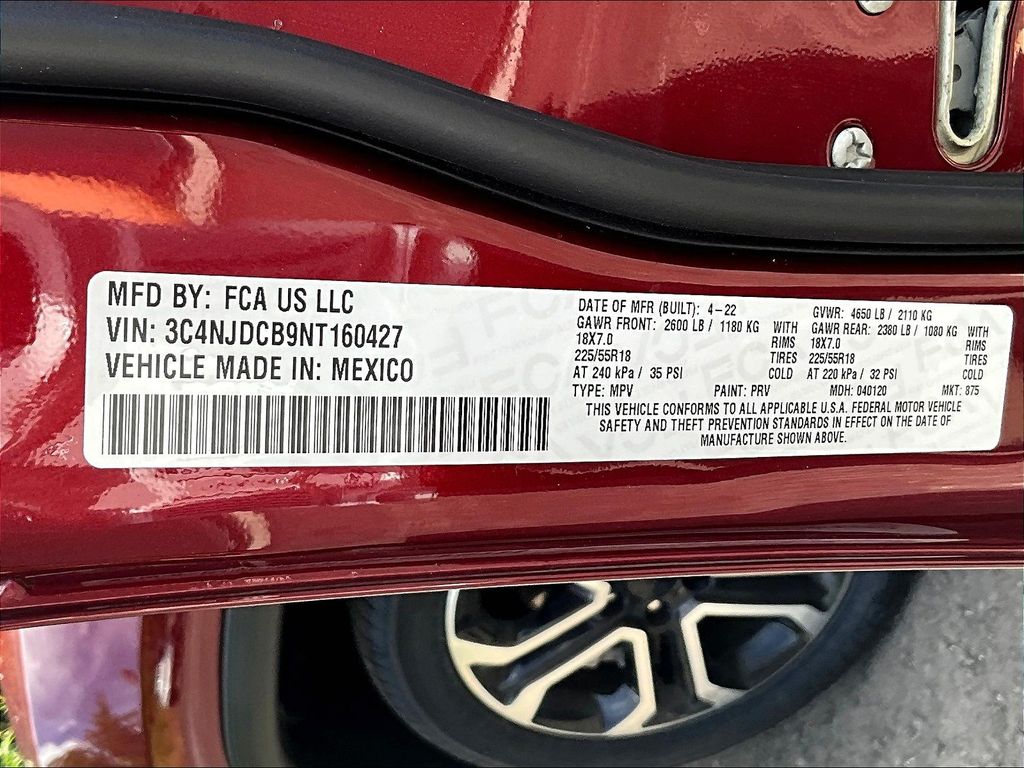 MFD BY: FCA US LLC
VIN: 3C4NJDCB9NT160427
VEHICLE MADE IN: MEXICO
DATE OF MFR (BUILT): 4-22 GVWR: 4650 LB / 2110 KG
GAWR FRONT: 2600 LB / 1180 KG WITH GAWR REAR: 2380 LB / 1080 KG WITH
18X7.0 RIMS 18X7.0 RIMS
225/55R18 TIRES 225/55R18 TIRES
AT 240 kPa / 35 PSI COLD AT 220 kPa / 32 PSI COLD
TYPE: MPV PAINT: PRV MDH: 040120 MKT: 875
THIS VEHICLE CONFORMS TO ALL APPLICABLE U.S.A. FEDERAL MOTOR VEHICLE
SAFETY AND THEFT PREVENTION STANDARDS IN EFFECT ON THE DATE OF
MANUFACTURE SHOWN ABOVE.